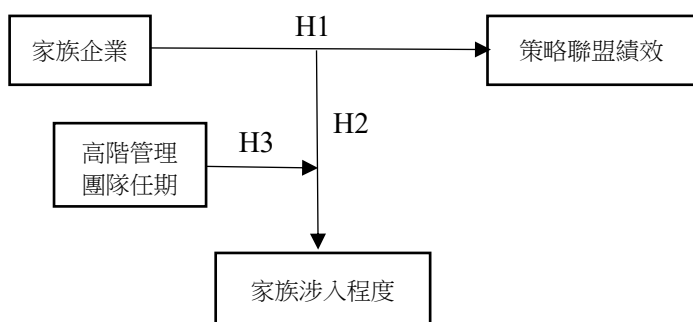 H1
家族企業
策略聯盟績效
H2
高階管理
團隊任期
H3
家族涉入程度